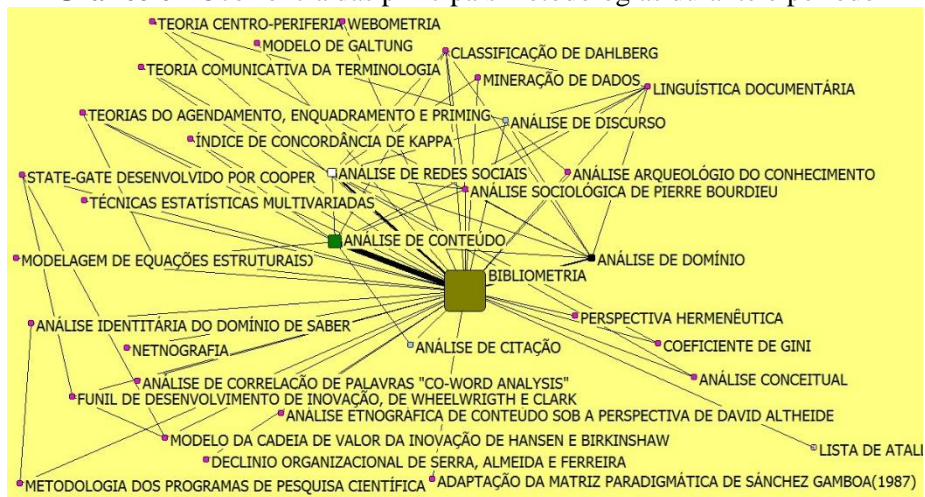 TEORIA CENTRO-PERIFERIA WEBOMETRIA
MODELO DE GALTUNG
CLASSIFICAÇÃO DE DAHLBERG
TEORIA COMUNICATIVA DA TERMINOLOGIA
MINERAÇÃO DE DADOS
LINGUÍSTICA DOCUMENTÁRIA
TEORIAS DO AGENDAMENTO, ENQUADRAMENTO E PRIMING
ANÁLISE DE DISCURSO
ÍNDICE DE CONCORDÂNCIA DE KAPPA
ANÁLISE DE REDES SOCIAIS
ANÁLISE ARQUEOLÓGIO DO CONHECIMENTO
STATE-GATE DESENVOLVIDO POR COOPER
ANÁLISE SOCIOLÓGICA DE PIERRE BOURDIEU
TÉCNICAS ESTATÍSTICAS MULTIVARIADAS
ANÁLISE DE CONTEÚDO
MODELAGEM DE EQUAÇÕES ESTRUTURAIS
ANÁLISE DE DOMÍNIO
BIBLIOMETRIA
PERSPECTIVA HERMENÊUTICA
ANÁLISE IDENTITÁRIA DO DOMÍNIO DE SABER
NETNOGRAFIA
ANÁLISE DE CITAÇÃO
COEFICIENTE DE GINI
ANÁLISE DE CORRELAÇÃO DE PALAVRAS "CO-WORD ANALYSIS"
ANÁLISE CONCEITUAL
FUNIL DE DESENVOLVIMENTO DE INOVAÇÃO, DE WHEELWRIGTH E CLARK
ANÁLISE ETNOGRÁFICA DE CONTEÚDO SOB A PERSPECTIVA DE DAVID ALTHEIDE
MODELO DA CADEIA DE VALOR DA INOVAÇÃO DE HANSEN E BIRKINSHAW
LISTA DE ATALL
DECLINIO ORGANIZACIONAL DE SERRA, ALMEIDA E FERREIRA
METODOLOGIA DOS PROGRAMAS DE PESQUISA CIENTÍFICA
ADAPTAÇÃO DA MATRIZ PARADIGMÁTICA DE SÁNCHEZ GAMBOA(1987)